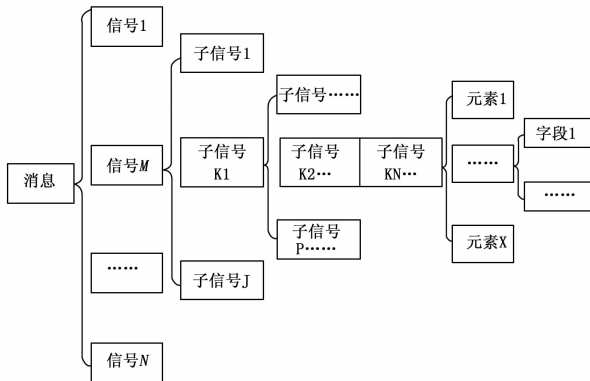 消息
信号1
信号M
……
信号N
子信号1
子信号
K1
子信号J
子信号……
子信号
K2…
子信号
KN…
子信号
P……
元素1
……
元素X
字段1
……